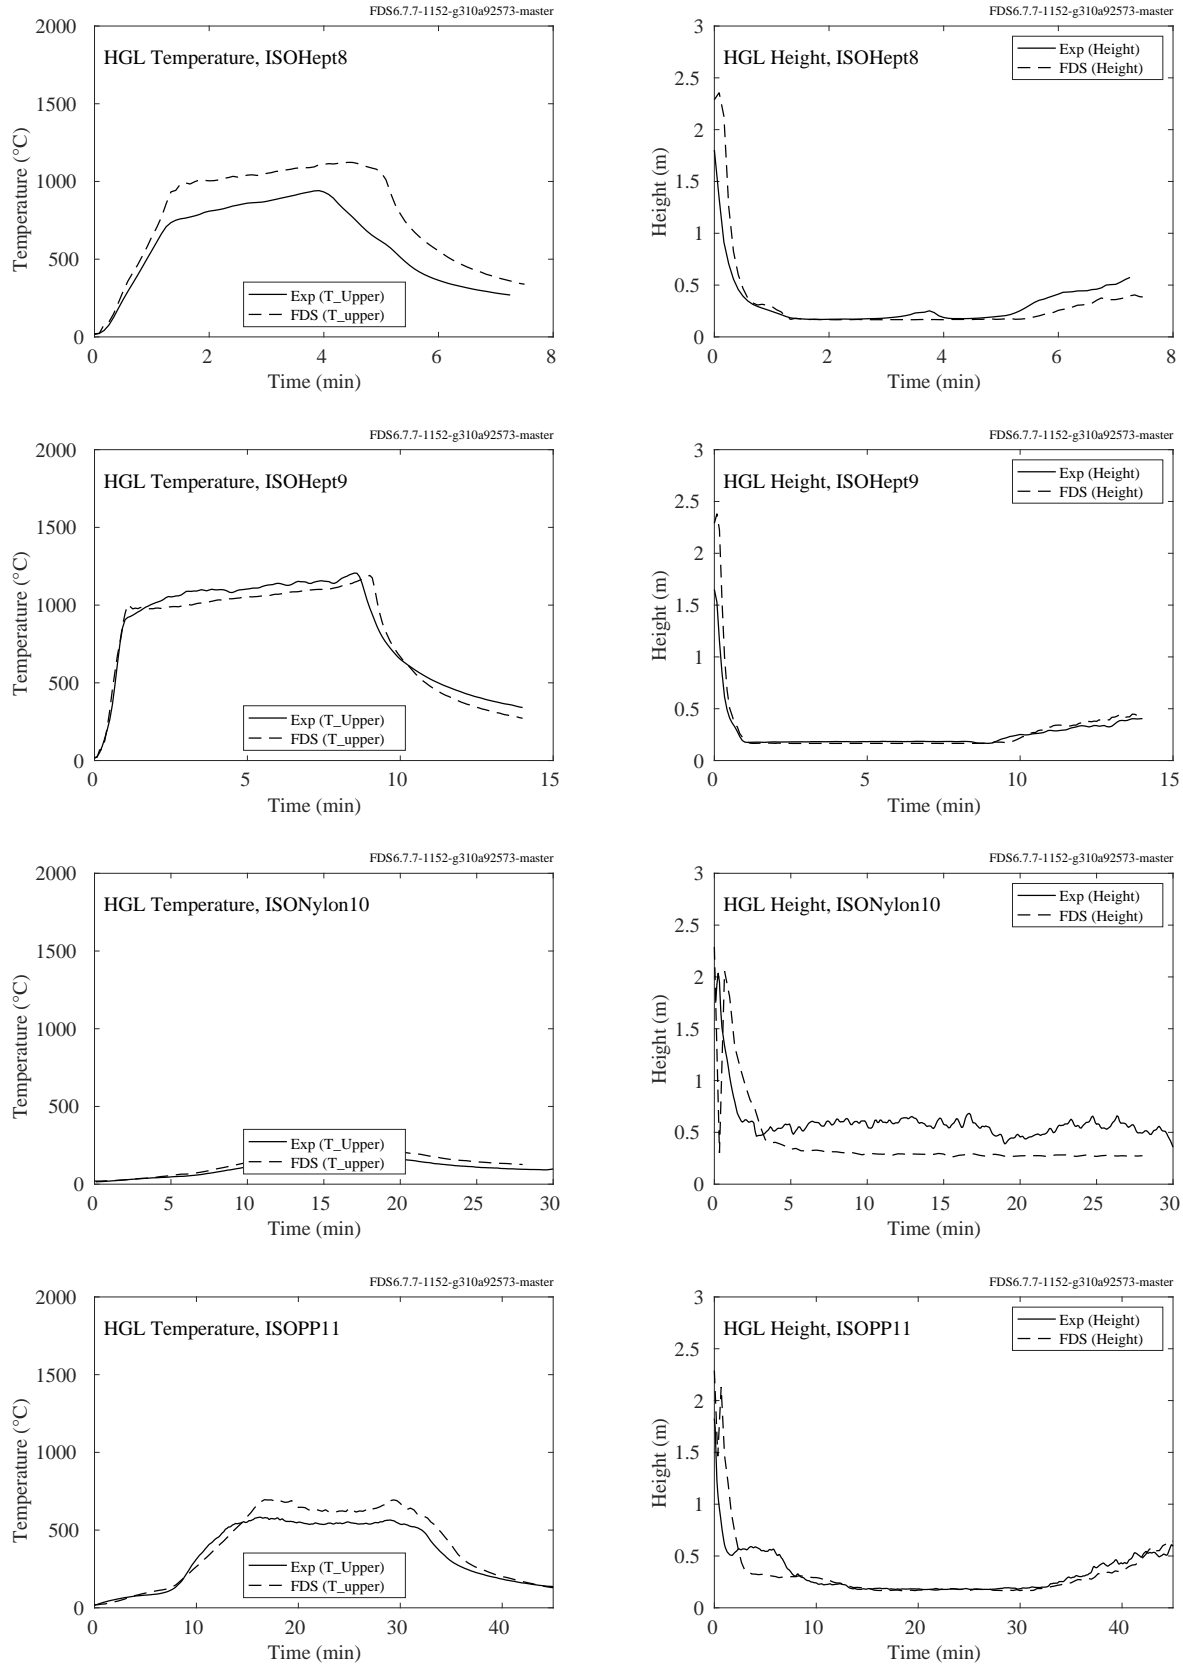 FDS6.7.7-1152-g310a92573-master
HGL Temperature, ISOHept8
2000
1500
1000
500
0
Temperature (°C)
Exp (T_Upper)
FDS (T_upper)
0 2 4 6 8
Time (min)
FDS6.7.7-1152-g310a92573-master
HGL Height, ISOHept8
Exp (Height)
FDS (Height)
3
2.5
2
1.5
1
0.5
0
Height (m)
0 2 4 6 8
Time (min)
FDS6.7.7-1152-g310a92573-master
HGL Temperature, ISOHept9
2000
1500
1000
500
0
Temperature (°C)
Exp (T_Upper)
FDS (T_upper)
0 5 10 15
Time (min)
FDS6.7.7-1152-g310a92573-master
HGL Height, ISOHept9
Exp (Height)
FDS (Height)
3
2.5
2
1.5
1
0.5
0
Height (m)
0 5 10 15
Time (min)
FDS6.7.7-1152-g310a92573-master
HGL Temperature, ISONylon10
2000
1500
1000
500
0
Temperature (°C)
Exp (T_Upper)
FDS (T_upper)
0 5 10 15 20 25 30
Time (min)
FDS6.7.7-1152-g310a92573-master
HGL Height, ISONylon10
Exp (Height)
FDS (Height)
3
2.5
2
1.5
1
0.5
0
Height (m)
0 5 10 15 20 25 30
Time (min)
FDS6.7.7-1152-g310a92573-master
HGL Temperature, ISOPP11
2000
1500
1000
500
0
Temperature (°C)
Exp (T_Upper)
FDS (T_upper)
0 10 20 30 40
Time (min)
FDS6.7.7-1152-g310a92573-master
HGL Height, ISOPP11
Exp (Height)
FDS (Height)
3
2.5
2
1.5
1
0.5
0
Height (m)
0 10 20 30 40
Time (min)